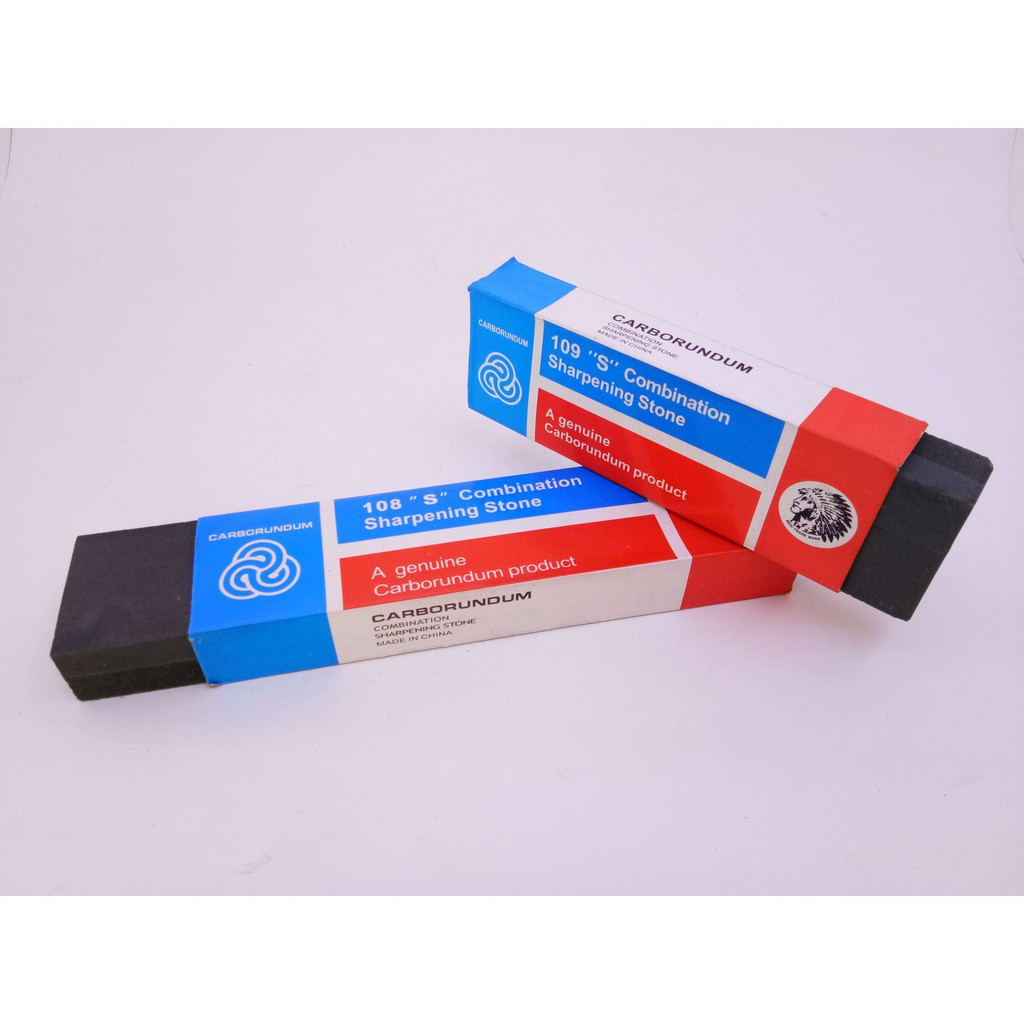 CARBORUNDUM
COMBINATION
SHARPENING STONE
MADE IN CHINA
CARBORUNDUM
109 "S" Combination
Sharpening Stone
A genuine
Carborundum product
CARBORUNDUM
108 "S" Combination
Sharpening Stone
A genuine
Carborundum product
CARBORUNDUM
COMBINATION
SHARPENING STONE
MADE IN CHINA